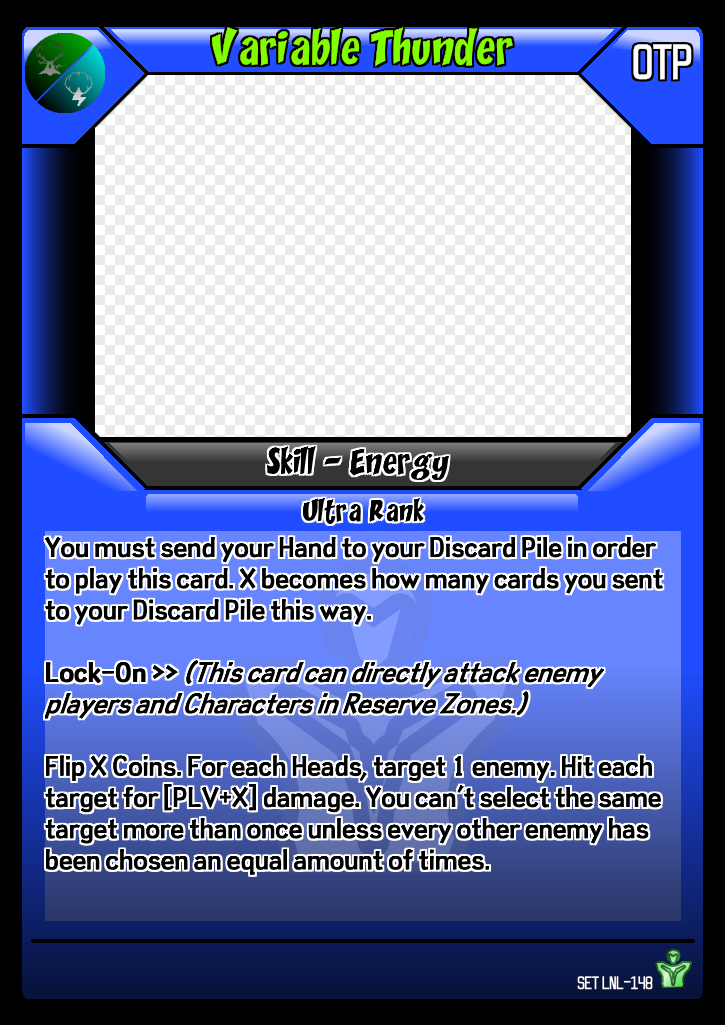 Variable Thunder
OTP
Skill - Energy
Ultra Rank
You must send your Hand to your Discard Pile in order
to play this card. X becomes how many cards you sent
to your Discard Pile this way.
Lock-On >> (This card can directly attack enemy
players and Characters in Reserve Zones.)
Flip X Coins. For each Heads, target 1 enemy. Hit each
target for [PLV+X] damage. You can't select the same
target more than once unless every other enemy has
been chosen an equal amount of times.
SET LNL-148